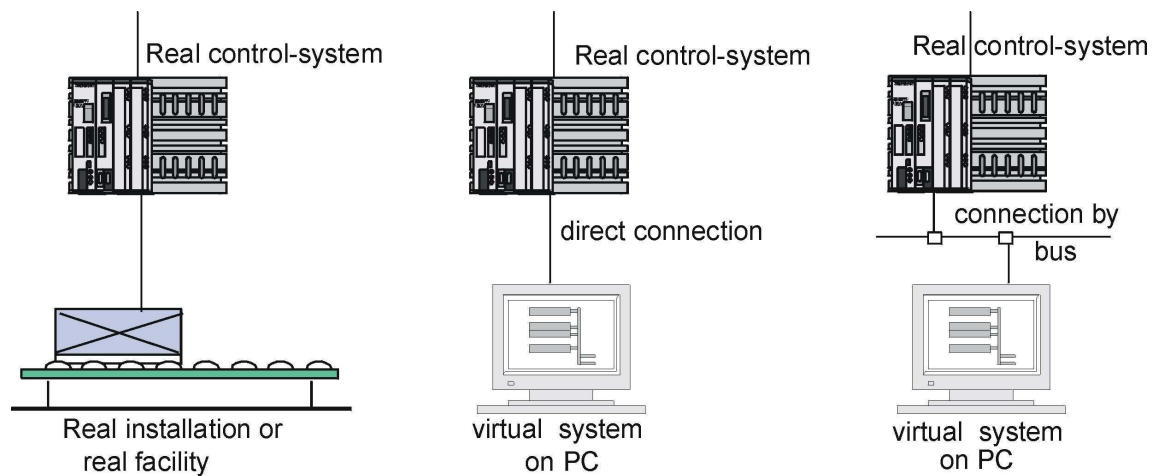 Real control-system
Real installation or
real facility
Real control-system
direct connection
virtual system
on PC
Real control-system
connection by
bus
virtual system
on PC